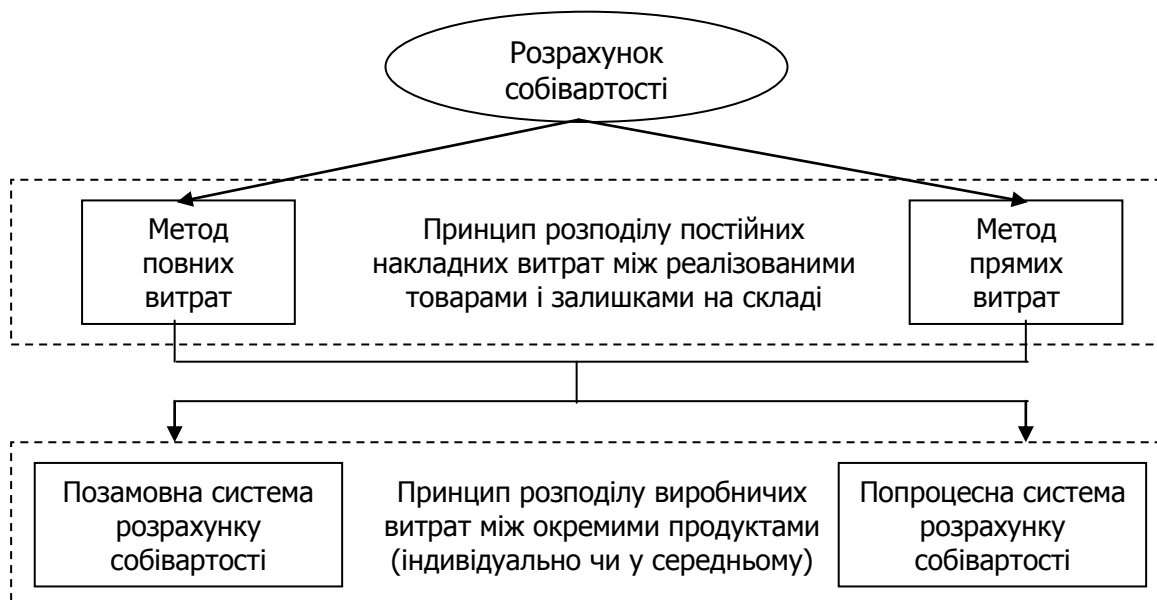 Розрахунок
собівартості
Метод
повних
витрат
Принцип розподілу постійних
накладних витрат між реалізованими
товарами і залишками на складі
Метод
прямих
витрат
Позамовна система
розрахунку
собівартості
Принцип розподілу виробничих
витрат між окремими продуктами
(індивідуально чи у середньому)
Попроцесна система
розрахунку
собівартості